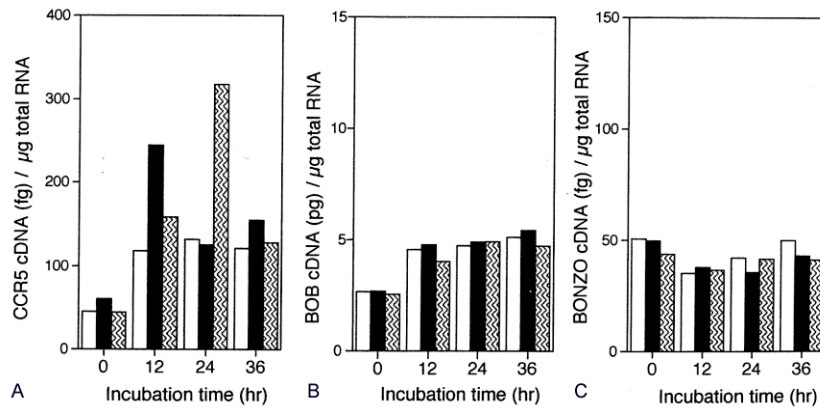 CCR5 cDNA (fg) / µg total RNA
400
300
200
100
0
0 12 24 36
Incubation time (hr)
A
BOB cDNA (pg) / µg total RNA
15
10
5
0
0 12 24 36
Incubation time (hr)
B
BONZO cDNA (fg) / µg total RNA
150
100
50
0
0 12 24 36
Incubation time (hr)
C